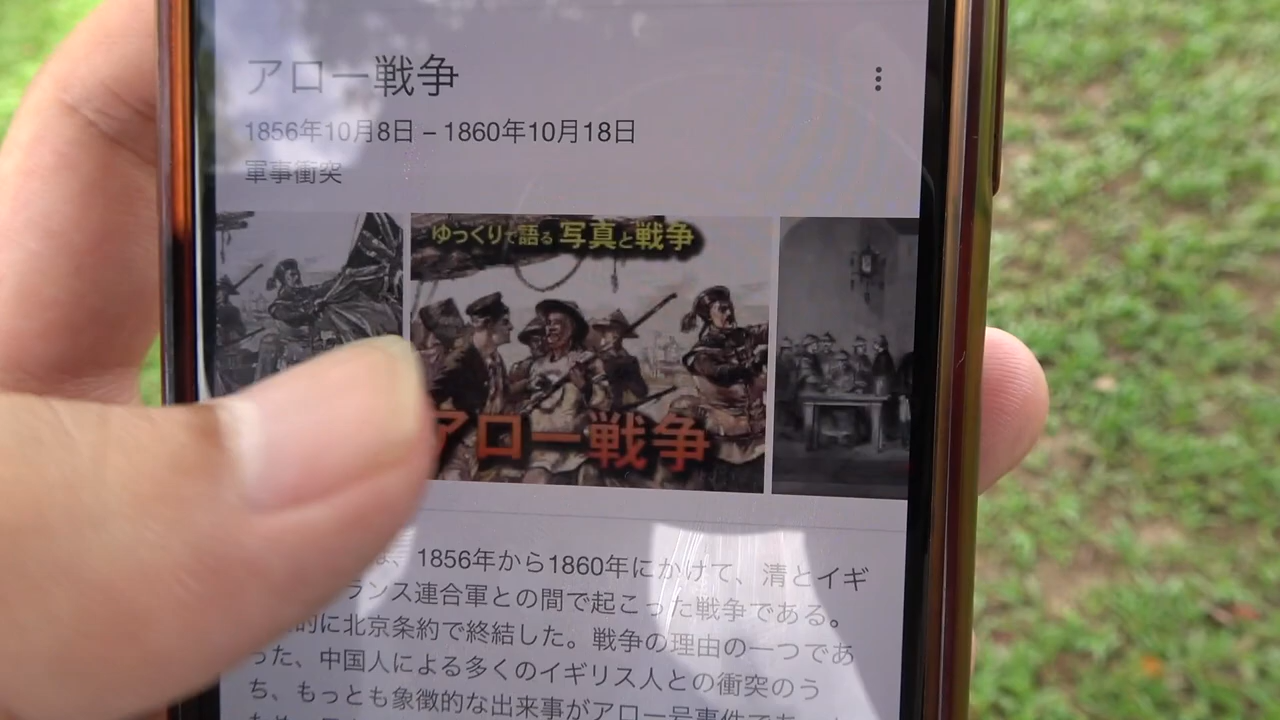 アロー戦争
1856年10月8日 – 1860年10月18日
軍事衝突
ゆっくりで語る 写真と戦争
アロー戦争
は、1856年から1860年にかけて、清とイギ
ランス連合軍との間で起こった戦争である。
的に北京条約で終結した。戦争の理由の一つであ
った、中国人による多くのイギリス人との衝突のう
ち、もっとも象徴的な出来事がアロー号事件であ